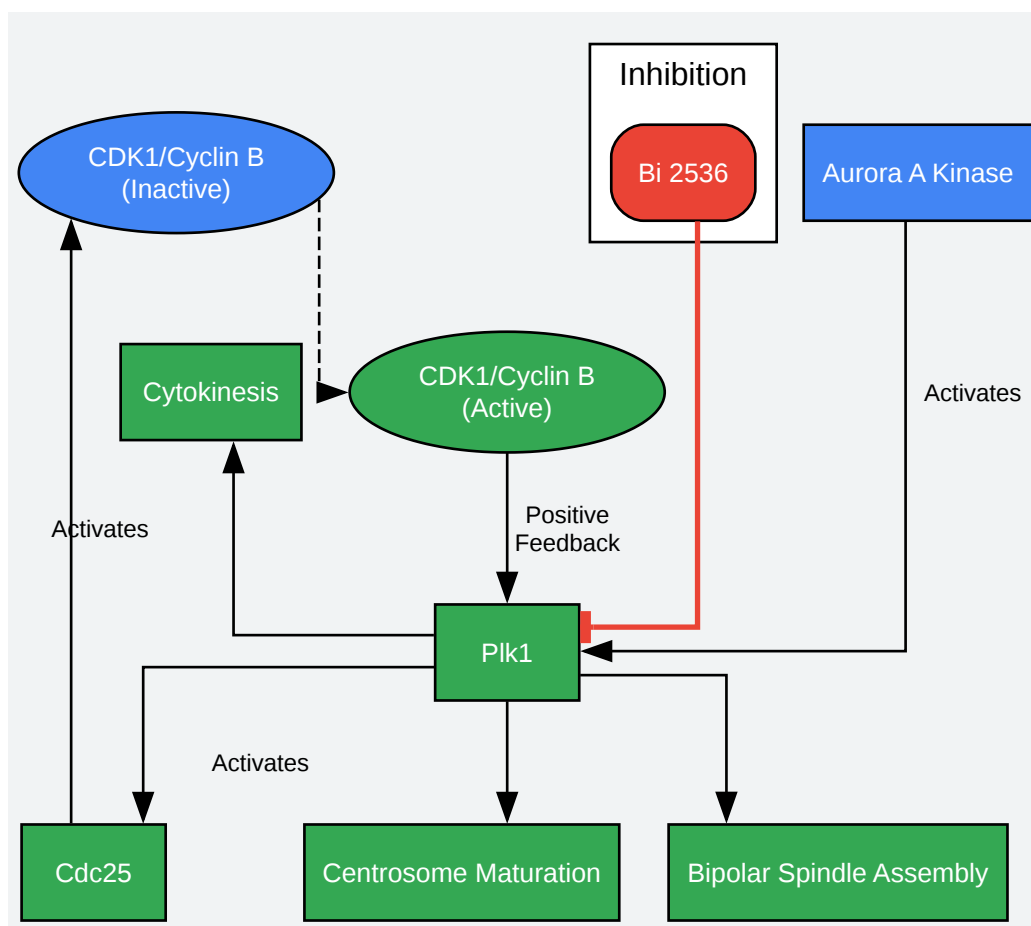 Inhibition
CDK1/Cyclin B
(Inactive)
Bi 2536
Aurora A Kinase
Cytokinesis
CDK1/Cyclin B
(Active)
Activates
Activates
Positive
Feedback
Plk1
Activates
Cdc25
Centrosome Maturation
Bipolar Spindle Assembly